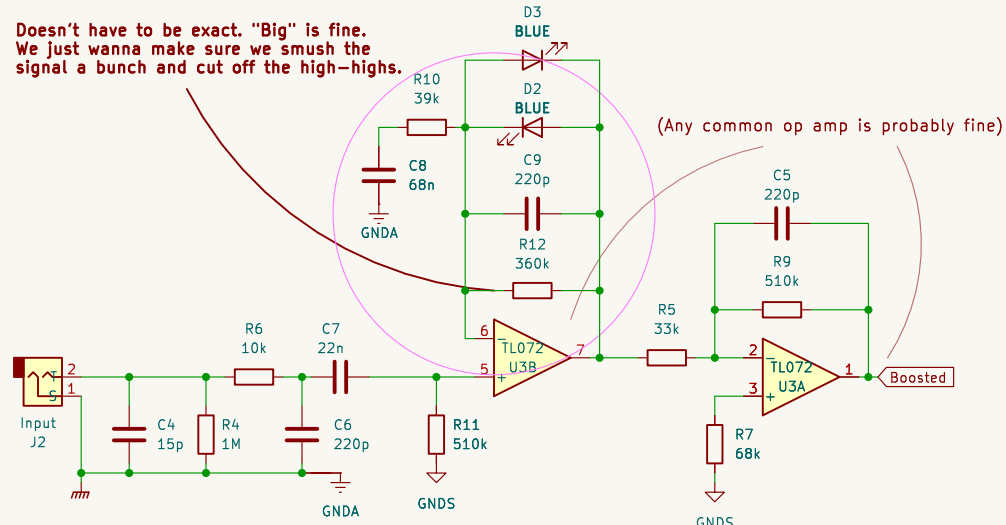 Doesn't have to be exact. "Big" is fine.
We just wanna make sure we smush the
signal a bunch and cut off the high-highs.
D3
BLUE
R10
39k
D2
BLUE
(Any common op amp is probably fine)
C8
68n
GNDA
C9
220p
C5
220p
R12
360k
R9
510k
R5
33k
R6
10k
C7
22n
6
5
7
TL072
U3B
2
3
1
TL072
U3A
Boosted
T 2
S 1
Input
J2
C4
15p
R4
1M
C6
220p
R11
510k
R7
68k
GNDA
GNDS
GNDS